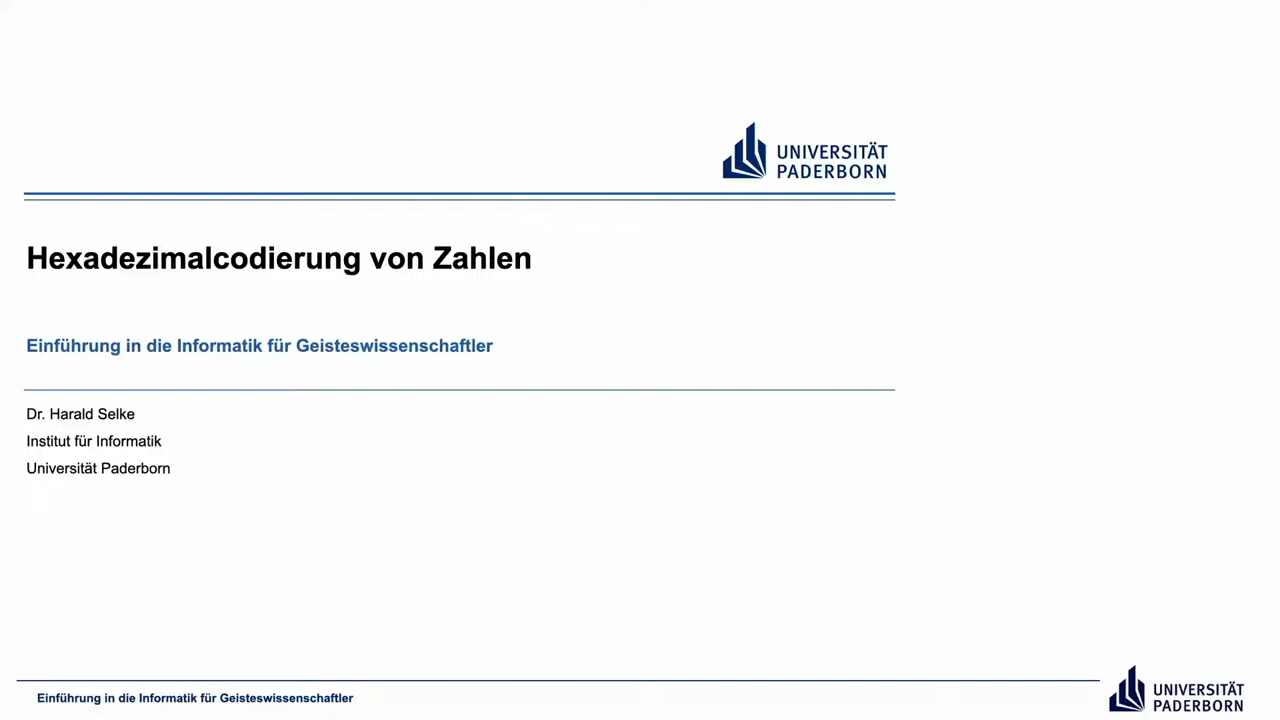 UNIVERSITÄT
PADERBORN
Hexadezimalcodierung von Zahlen
Einführung in die Informatik für Geisteswissenschaftler
Dr. Harald Selke
Institut für Informatik
Universität Paderborn
Einführung in die Informatik für Geisteswissenschaftler
UNIVERSITÄT
PADERBORN